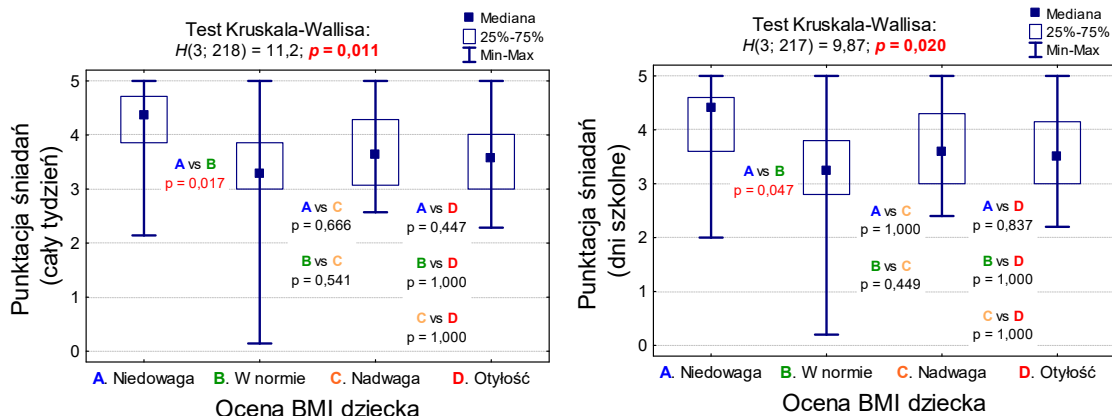 Test Kruskala-Wallisa:
H(3; 218) = 11,2; p = 0,011
Mediana
25%-75%
Min-Max
Punktacja śniadań
(cały tydzień)
5
4
3
2
1
0
A vs B
p = 0,017
A vs C
p = 0,666
B vs C
p = 0,541
A vs D
p = 0,447
B vs D
p = 1,000
C vs D
p = 1,000
A. Niedowaga B. W normie C. Nadwaga D. Otyłość
Ocena BMI dziecka
Test Kruskala-Wallisa:
H(3; 217) = 9,87; p = 0,020
Mediana
25%-75%
Min-Max
Punktacja śniadań
(dni szkolne)
5
4
3
2
1
0
A vs B
p = 0,047
A vs C
p = 1,000
B vs C
p = 0,449
A vs D
p = 0,837
B vs D
p = 1,000
C vs D
p = 1,000
A. Niedowaga B. W normie C. Nadwaga D. Otyłość
Ocena BMI dziecka